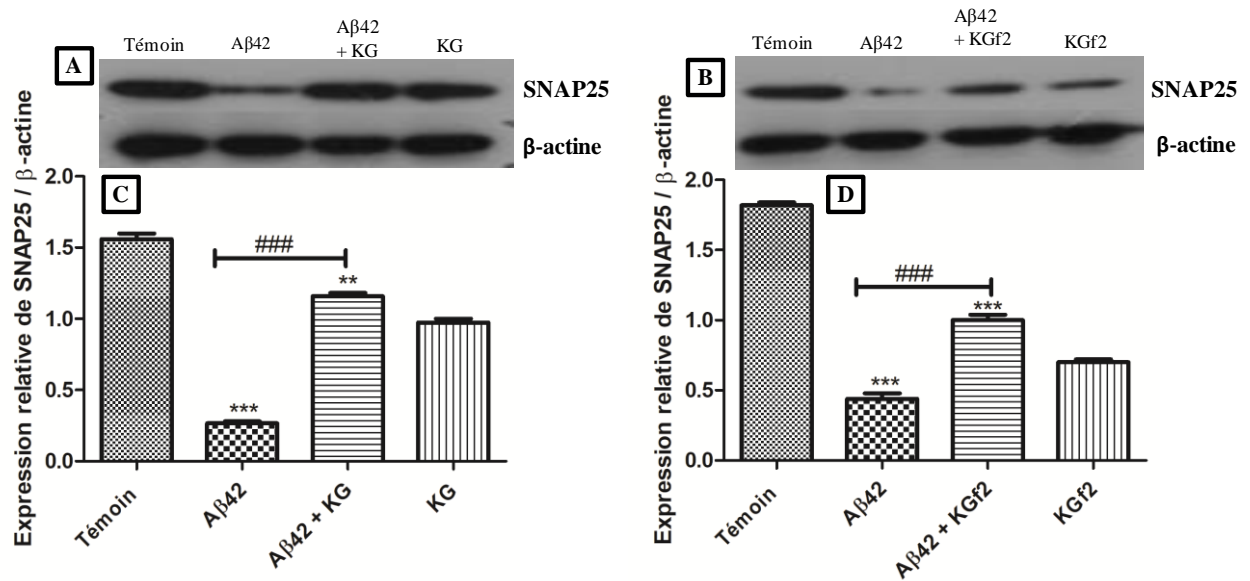 Témoin
Aβ42
Aβ42
+ KG
KG
A
SNAP25
β-actine
Expression relative de SNAP25 / β-actine
C
2.0
1.5
1.0
0.5
0.0
###
**
***
Témoin
Aβ42
Aβ42 + KG
KG
Témoin
Aβ42
Aβ42
+ KGf2
KGf2
B
SNAP25
β-actine
Expression relative de SNAP25 / β-actine
D
2.0
1.5
1.0
0.5
0.0
###
***
***
Témoin
Aβ42
Aβ42 + KGf2
KGf2